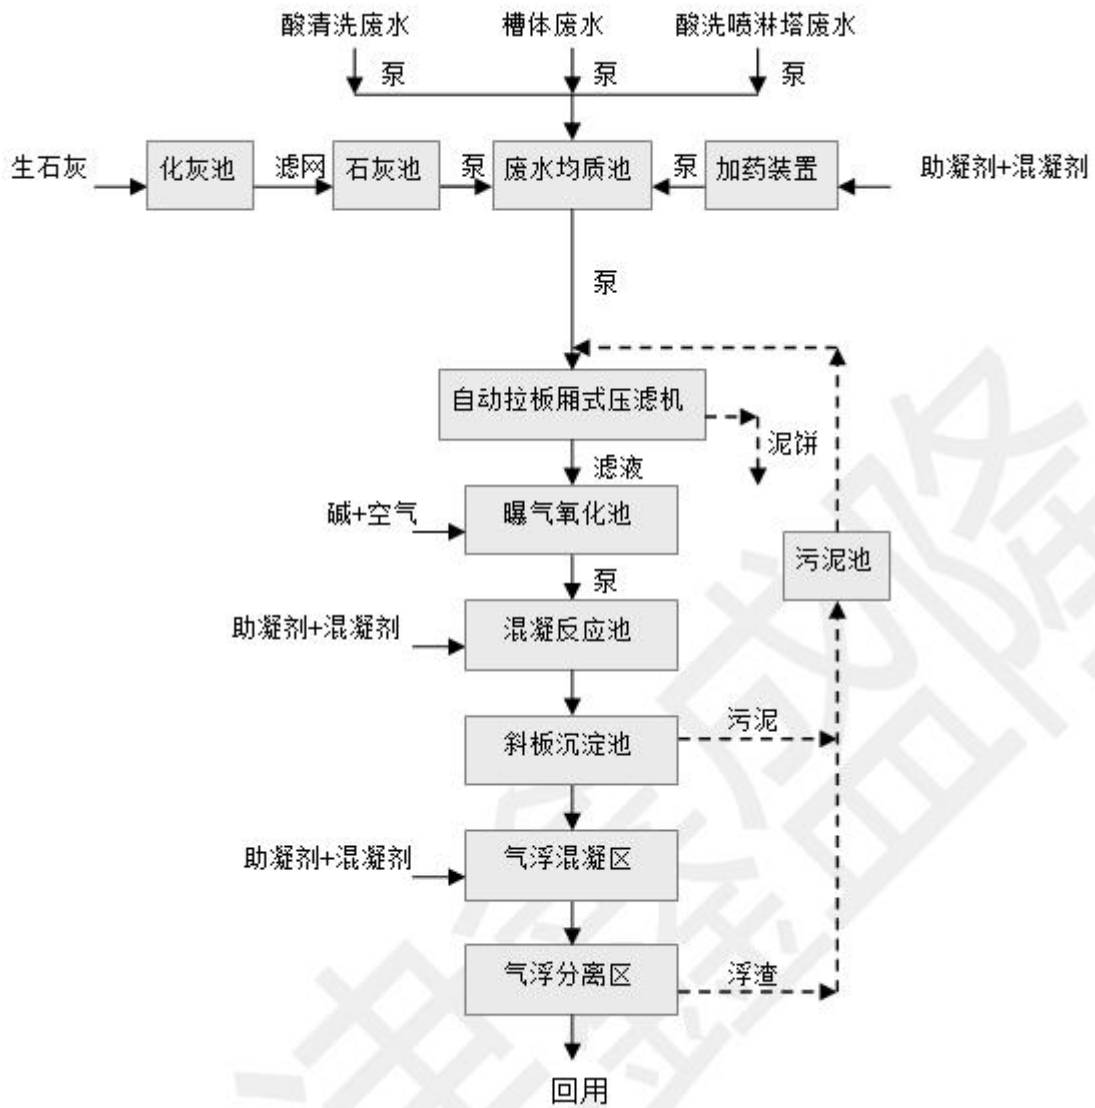 酸清洗废水 槽体废水 酸洗喷淋塔废水
泵 泵 泵
生石灰 化灰池 滤网 石灰池 泵 废水均质池 泵 加药装置 助凝剂+混凝剂
泵
自动拉板厢式压滤机
泥饼
滤液
碱+空气 曝气氧化池
污泥池
泵
助凝剂+混凝剂 混凝反应池
斜板沉淀池 污泥
助凝剂+混凝剂 气浮混凝区
气浮分离区 浮渣
回用
津鑫盛隆